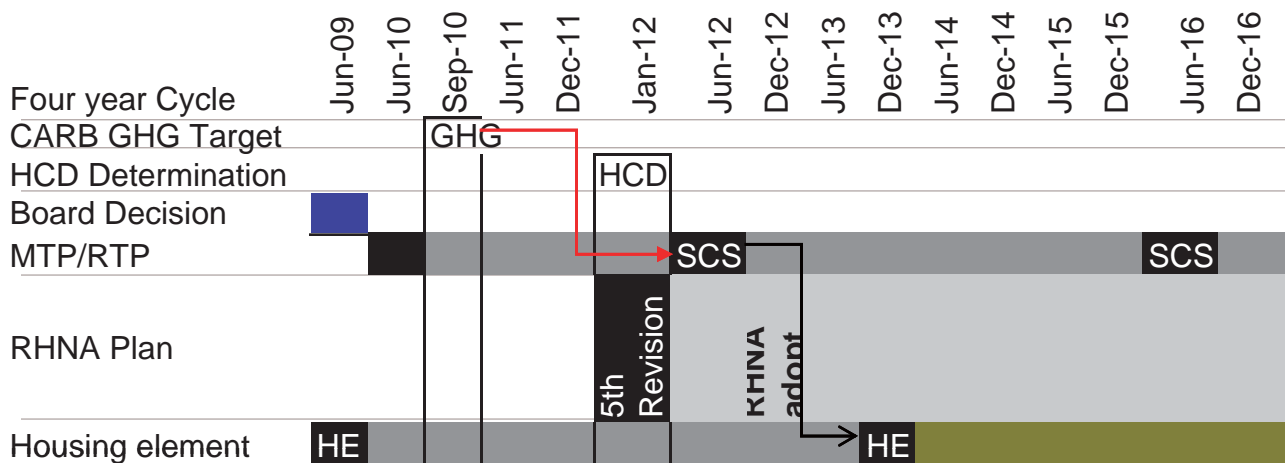 Four year Cycle Jun-09 Jun-10 Sep-10 Jun-11 Dec-11 Jan-12 Jun-12 Dec-12 Jun-13 Dec-13 Jun-14 Dec-14 Jun-15 Dec-15 Jun-16 Dec-16
CARB GHG Target GHG
HCD Determination HCD
Board Decision
MTP/RTP SCS SCS
RHNA Plan 5th
Revision
RHNA
adopt
Housing element HE HE